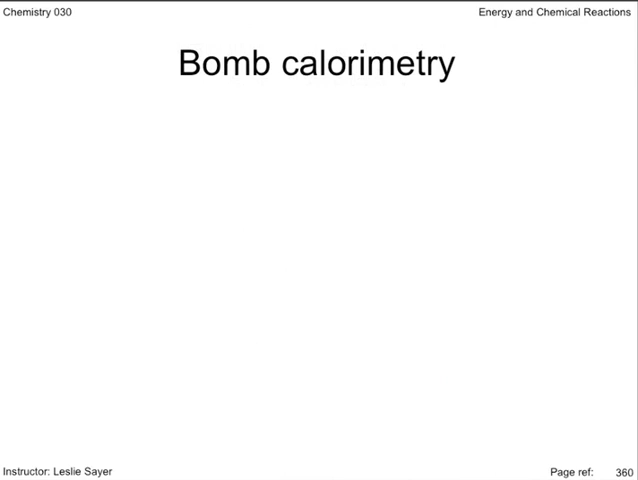 Chemistry 030
Energy and Chemical Reactions
Bomb calorimetry
Instructor: Leslie Sayer
Page ref: 360